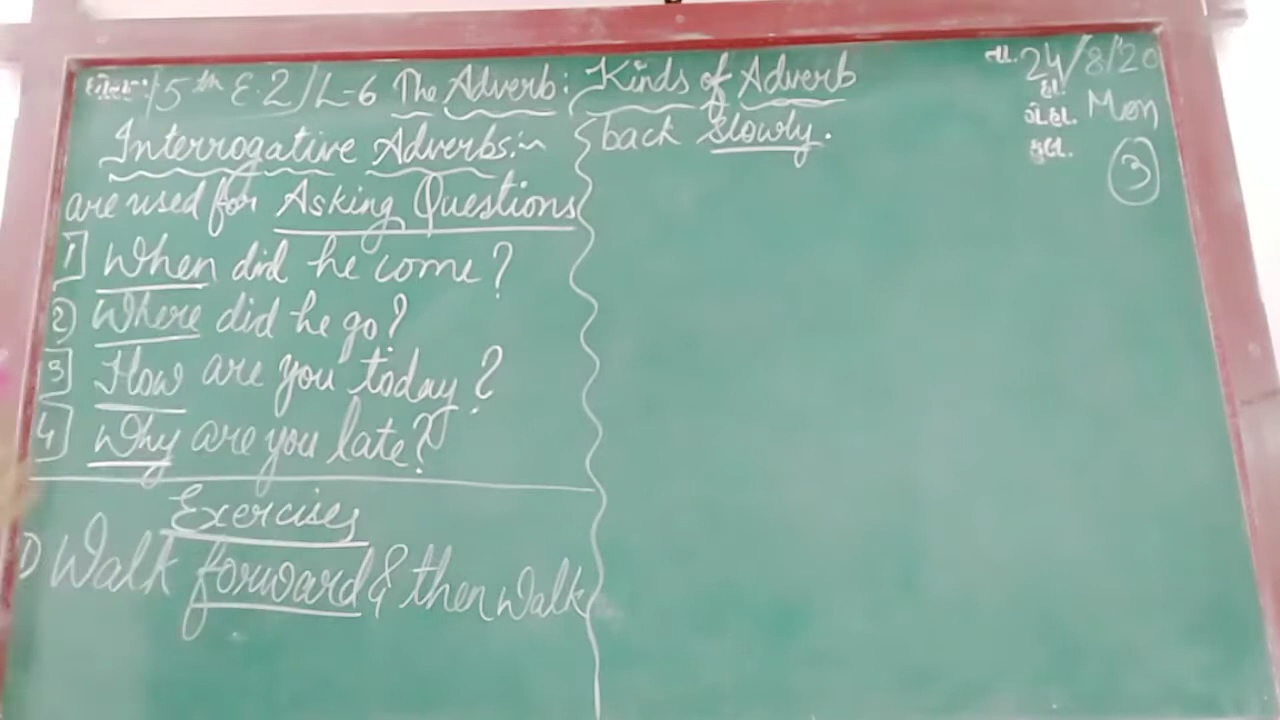 વિષય:- 5th E.2 / L-6 The Adverb: Kinds of Adverb
Interrogative Adverbs:~
are used for Asking Questions
1] When did he come?
2) Where did he go?
3] How are you today?
4] Why are you late?
Exercises
1) Walk forward & then walk
back slowly.
તા. 24/8/20
હા.
ગે.હા. Mon
કુલ.
3